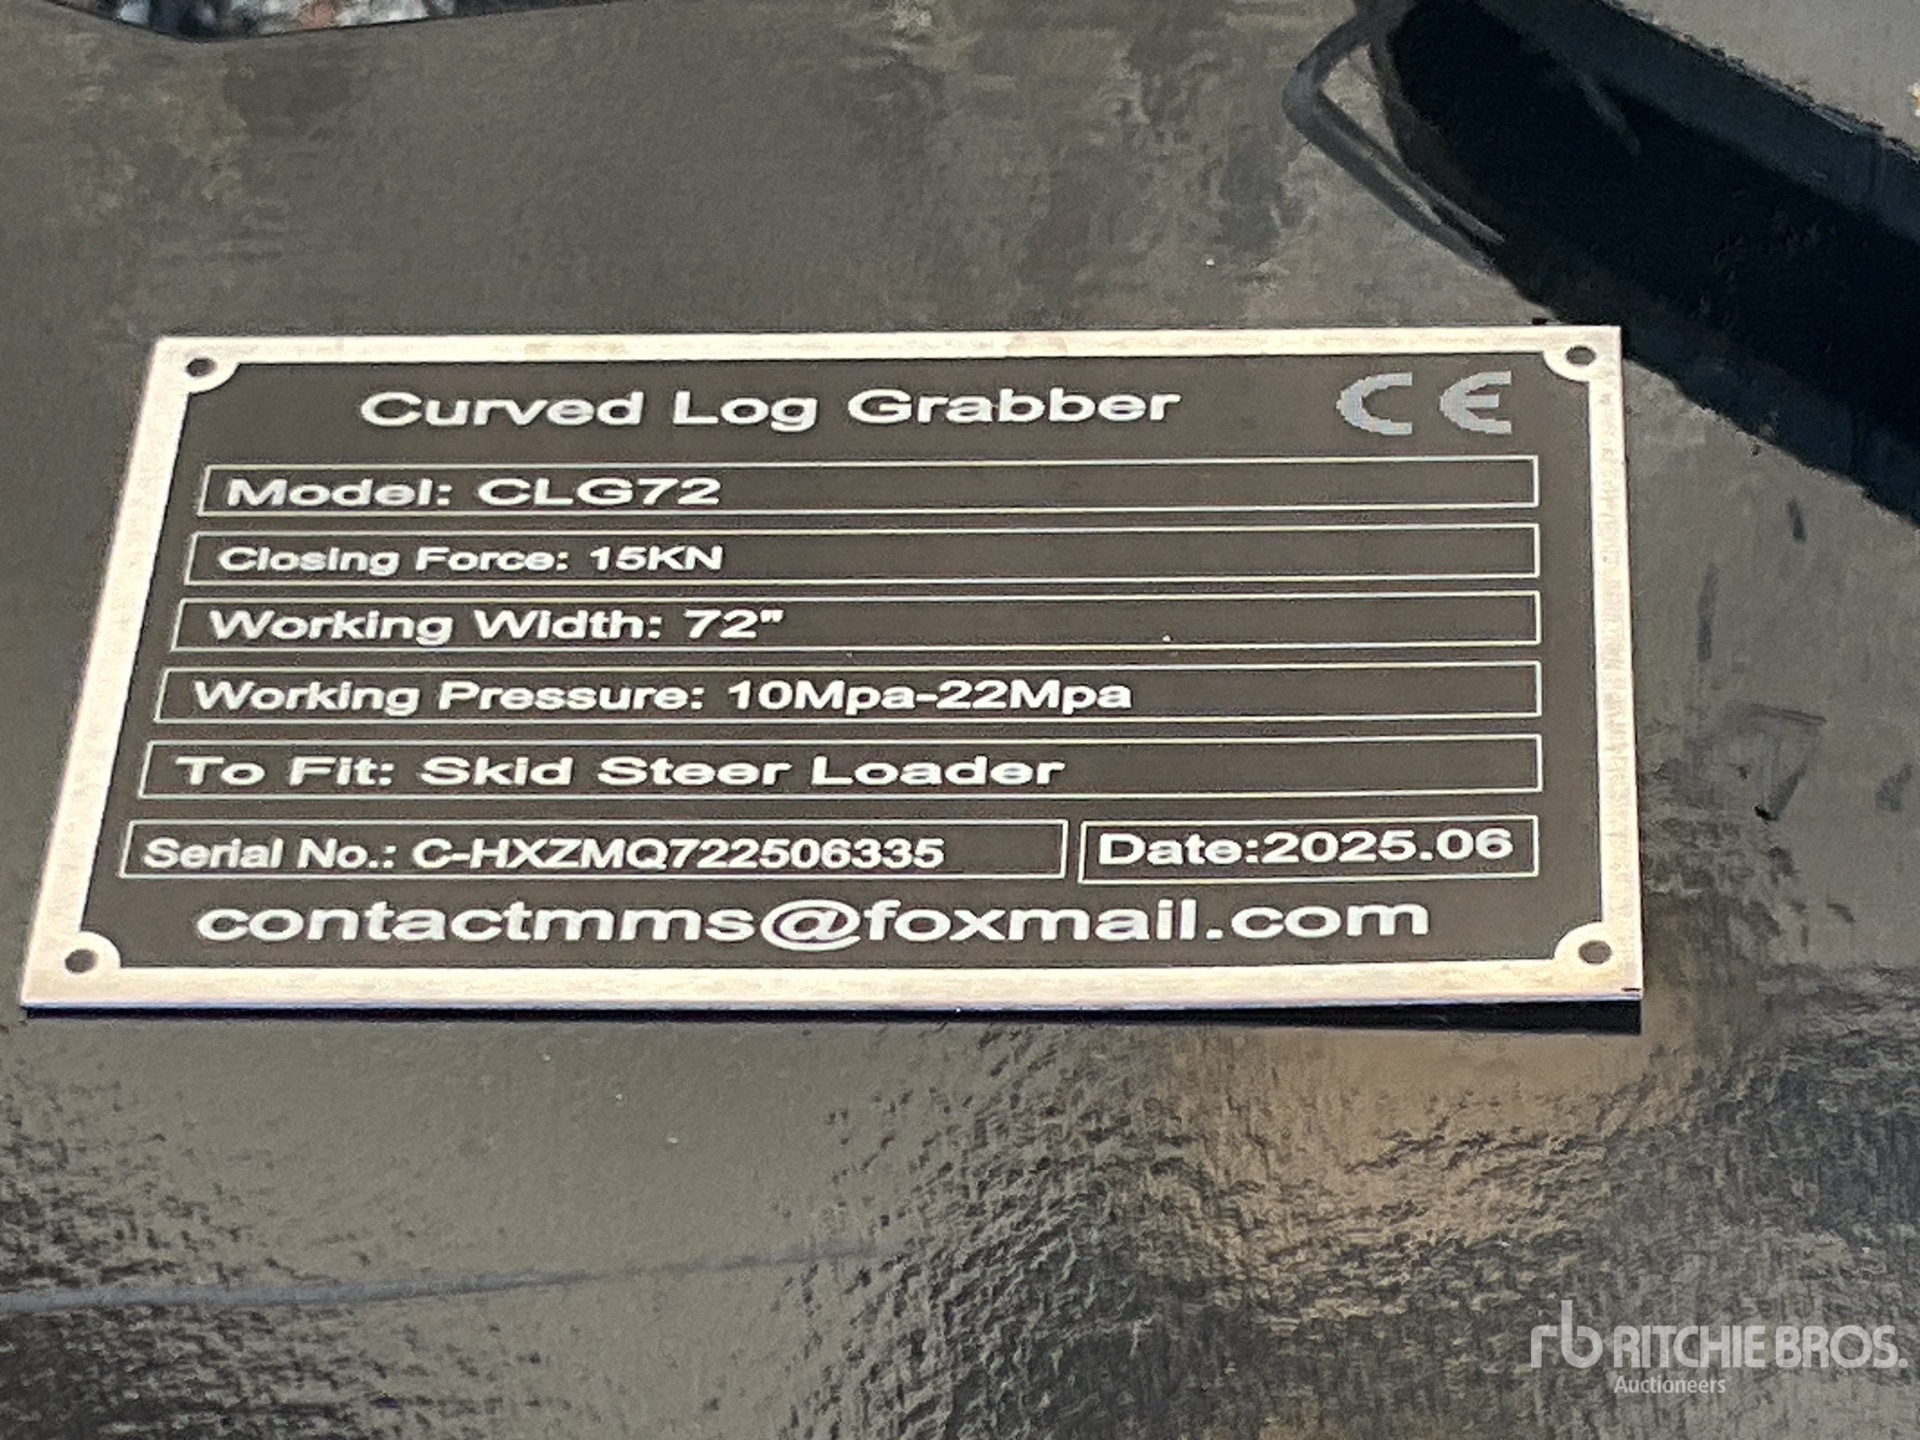 Curved Log Grabber CE
Model: CLG72
Closing Force: 15KN
Working Width: 72"
Working Pressure: 10Mpa-22Mpa
To Fit: Skid Steer Loader
Serial No.: C-HXZMQ722506335 Date:2025.06
contactmms@foxmail.com
rb RITCHIE BROS.
Auctioneers